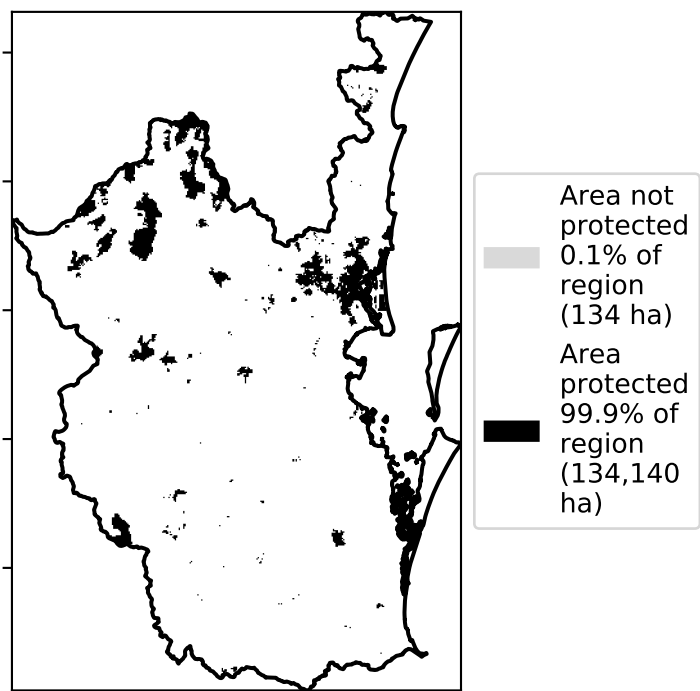 Area not
protected
0.1% of
region
(134 ha)
Area
protected
99.9% of
region
(134,140
ha)